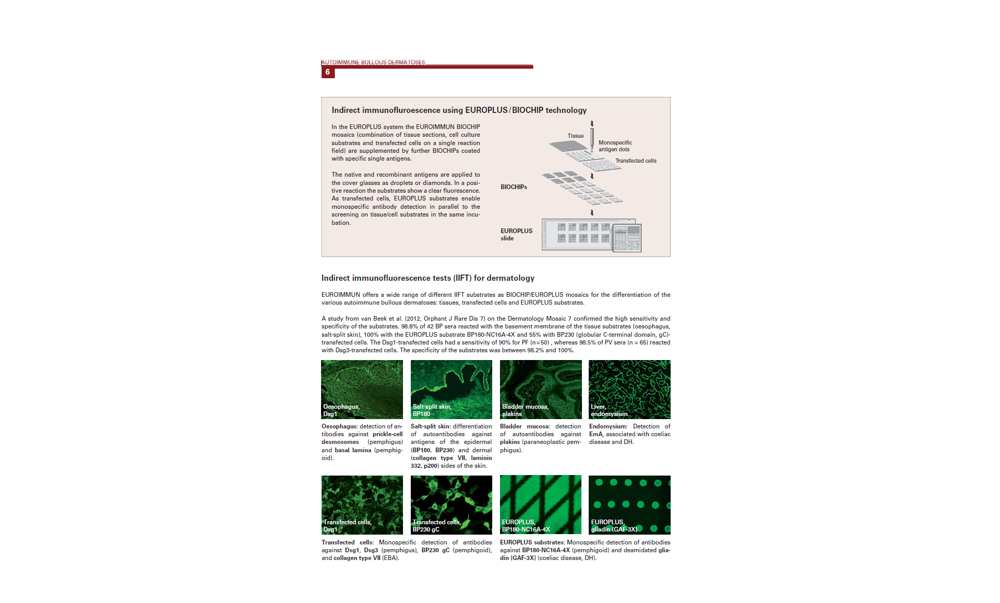 AUTOIMMUNE BULLOUS DERMATOSES
6
Indirect immunofluroescence using EUROPLUS/BIOCHIP technology
In the EUROPLUS system the EUROIMMUN BIOCHIP
mosaics (combination of tissue sections, cell culture
substrates and transfected cells on a single reaction
field) are supplemented by further BIOCHIPs coated
with specific single antigens.
The native and recombinant antigens are applied to
the cover glasses as droplets or diamonds. In a posi-
tive reaction the substrates show a clear fluorescence.
As transfected cells, EUROPLUS substrates enable
monospecific antibody detection in parallel to the
screening on tissue/cell substrates in the same incu-
bation.
Tissue
Monospecific
antigen dots
Transfected cells
BIOCHIPs
EUROPLUS
slide
Indirect immunofluorescence tests (IIFT) for dermatology
EUROIMMUN offers a wide range of different IIFT substrates as BIOCHIP/EUROPLUS mosaics for the differentiation of the
various autoimmune bullous dermatoses: tissues, transfected cells and EUROPLUS substrates.
A study from van Beek et al. (2012, Orphant J Rare Dis 7) on the Dermatology Mosaic 7 confirmed the high sensitivity and
specificity of the substrates. 98.8% of 42 BP sera reacted with the basement membrane of the tissue substrates (oesophagus,
salt-split skin), 100% with the EUROPLUS substrate BP180-NC16A-4X and 55% with BP230 (globular C-terminal domain, gC)-
transfected cells. The Dsg1-transfected cells had a sensitivity of 90% for PF (n=50) , whereas 98.5% of PV sera (n = 65) reacted
with Dsg3-transfected cells. The specificity of the substrates was between 98.2% and 100%.
Oesophagus,
Dsg1
Salt-split skin,
BP180
Bladder mucosa,
plakins
Liver,
endomysium
Oesophagus: detection of an-
tibodies against prickle-cell
desmosomes (pemphigus)
and basal lamina (pemphig-
oid).
Salt-split skin: differentiation
of autoantibodies against
antigens of the epidermal
(BP180, BP230) and dermal
(collagen type VII, laminin
332, p200) sides of the skin.
Bladder mucosa: detection
of autoantibodies against
plakins (paraneoplastic pem-
phigus).
Endomysium: Detection of
EmA, associated with coeliac
disease and DH.
Transfected cells,
Dsg1
Transfected cells,
BP230 gC
EUROPLUS,
BP180-NC16A-4X
EUROPLUS,
gliadin (GAF-3X)
Transfected cells: Monospecific detection of antibodies
against Dsg1, Dsg3 (pemphigus), BP230 gC (pemphigoid),
and collagen type VII (EBA).
EUROPLUS substrates: Monospecific detection of antibodies
against BP180-NC16A-4X (pemphigoid) and deamidated glia-
din (GAF-3X) (coeliac disease, DH).